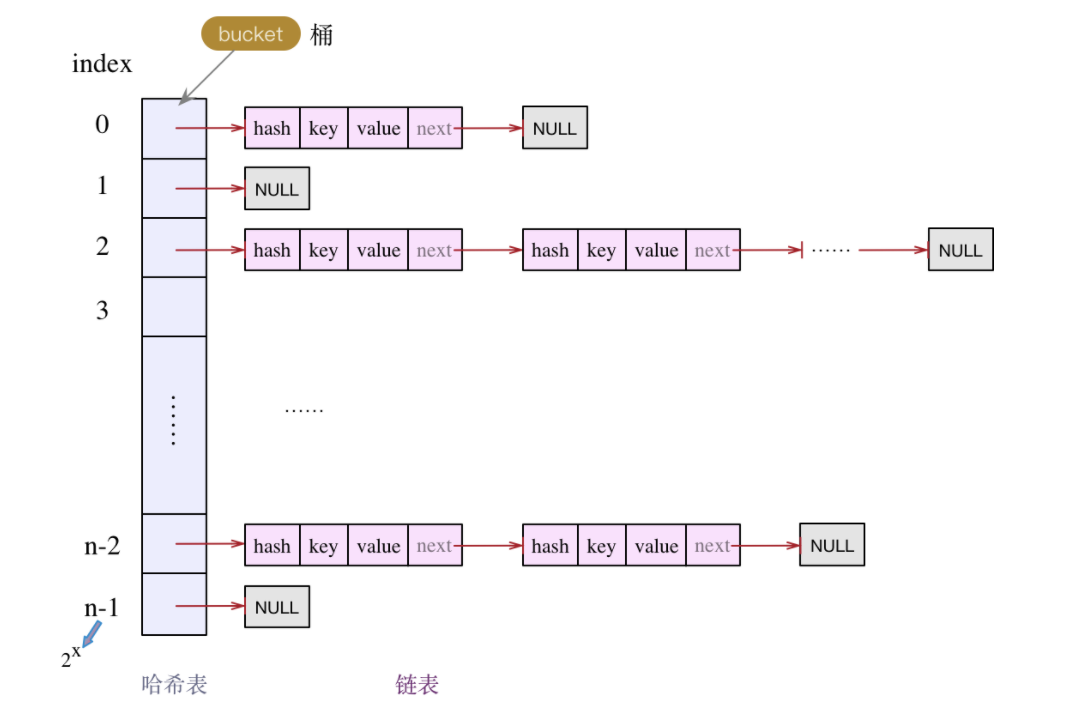 bucket 桶
index
0 hash key value next NULL
1 NULL
2 hash key value next hash key value next ...... NULL
3
...... ......
n-2 hash key value next hash key value next NULL
n-1 NULL
2^x
哈希表 链表